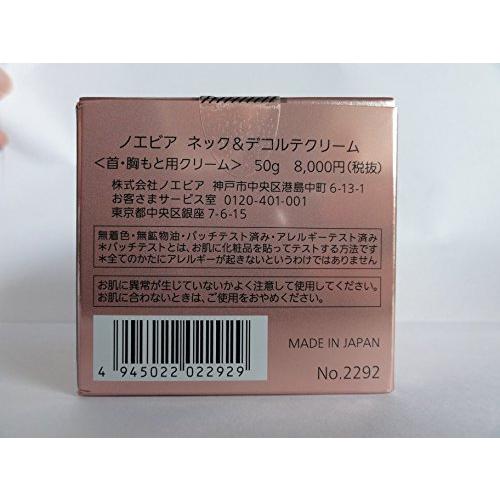 ノエビア ネック&デコルテクリーム
<首・胸もと用クリーム> 50g 8,000円(税抜)
株式会社ノエビア 神戸市中央区港島中町6-13-1
お客さまサービス室 0120-401-001
東京都中央区銀座7-6-15
無着色・無鉱物油・パッチテスト済み・アレルギーテスト済み
*パッチテストとは、お肌に化粧品を貼ってテストする方法です
*全てのかたにアレルギーが起きないというわけではありません
お肌に異常が生じていないかよく注意して使用してください。
お肌に合わないときは、ご使用をおやめください。
MADE IN JAPAN
4 945022 022929
No.2292